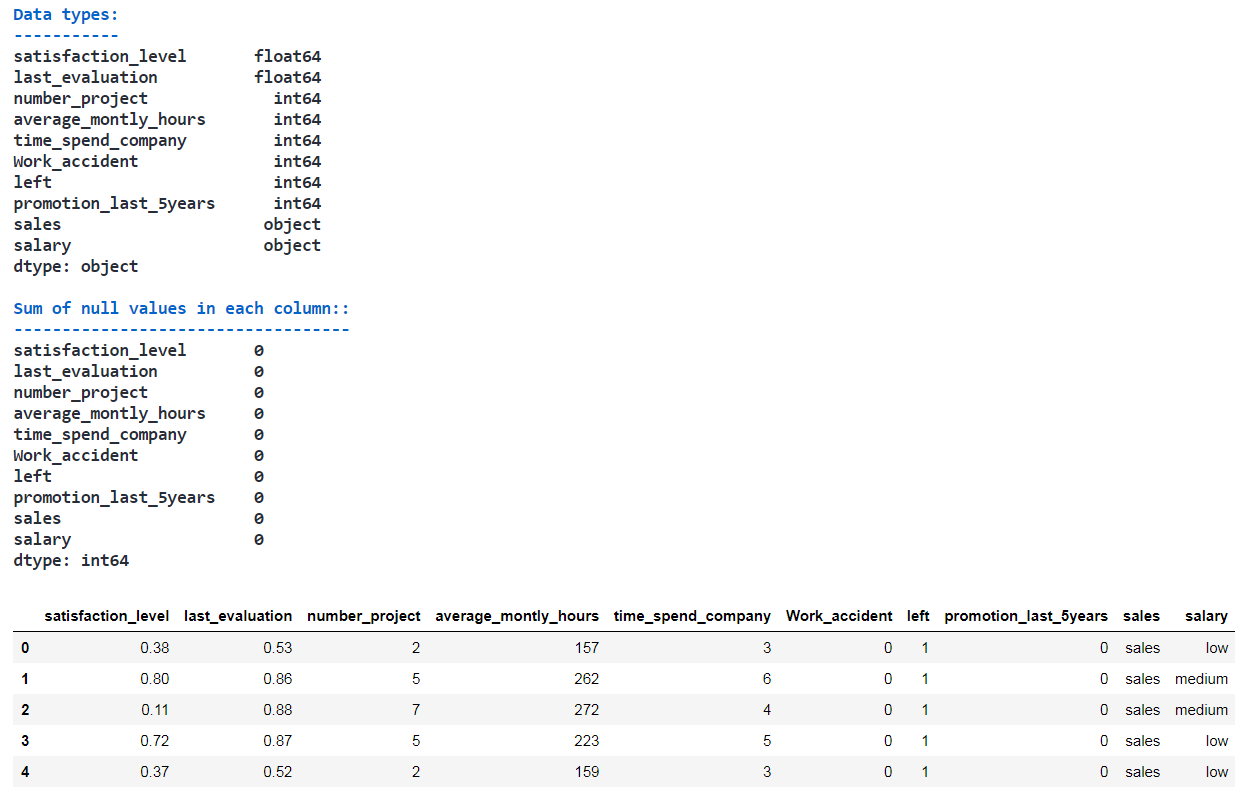 Data types:
-----------
satisfaction_level       float64
last_evaluation          float64
number_project             int64
average_montly_hours       int64
time_spend_company         int64
Work_accident              int64
left                       int64
promotion_last_5years      int64
sales                     object
salary                    object
dtype: object
Sum of null values in each column::
-----------------------------------
satisfaction_level       0
last_evaluation          0
number_project           0
average_montly_hours     0
time_spend_company       0
Work_accident            0
left                     0
promotion_last_5years    0
sales                    0
salary                   0
dtype: int64
satisfaction_level last_evaluation number_project average_montly_hours time_spend_company Work_accident left promotion_last_5years sales salary
0 0.38 0.53 2 157 3 0 1 0 sales low
1 0.80 0.86 5 262 6 0 1 0 sales medium
2 0.11 0.88 7 272 4 0 1 0 sales medium
3 0.72 0.87 5 223 5 0 1 0 sales low
4 0.37 0.52 2 159 3 0 1 0 sales low